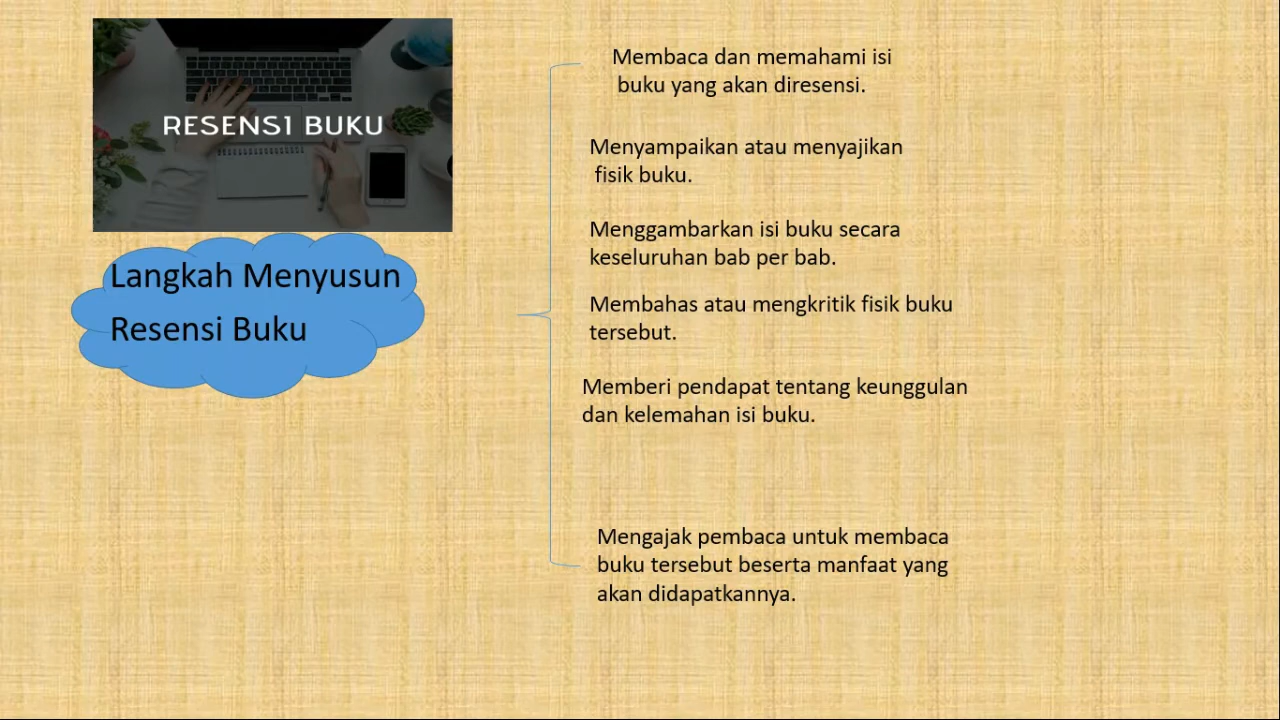 RESENSI BUKU
Langkah Menyusun
Resensi Buku
Membaca dan memahami isi
buku yang akan diresensi.
Menyampaikan atau menyajikan
fisik buku.
Menggambarkan isi buku secara
keseluruhan bab per bab.
Membahas atau mengkritik fisik buku
tersebut.
Memberi pendapat tentang keunggulan
dan kelemahan isi buku.
Mengajak pembaca untuk membaca
buku tersebut beserta manfaat yang
akan didapatkannya.